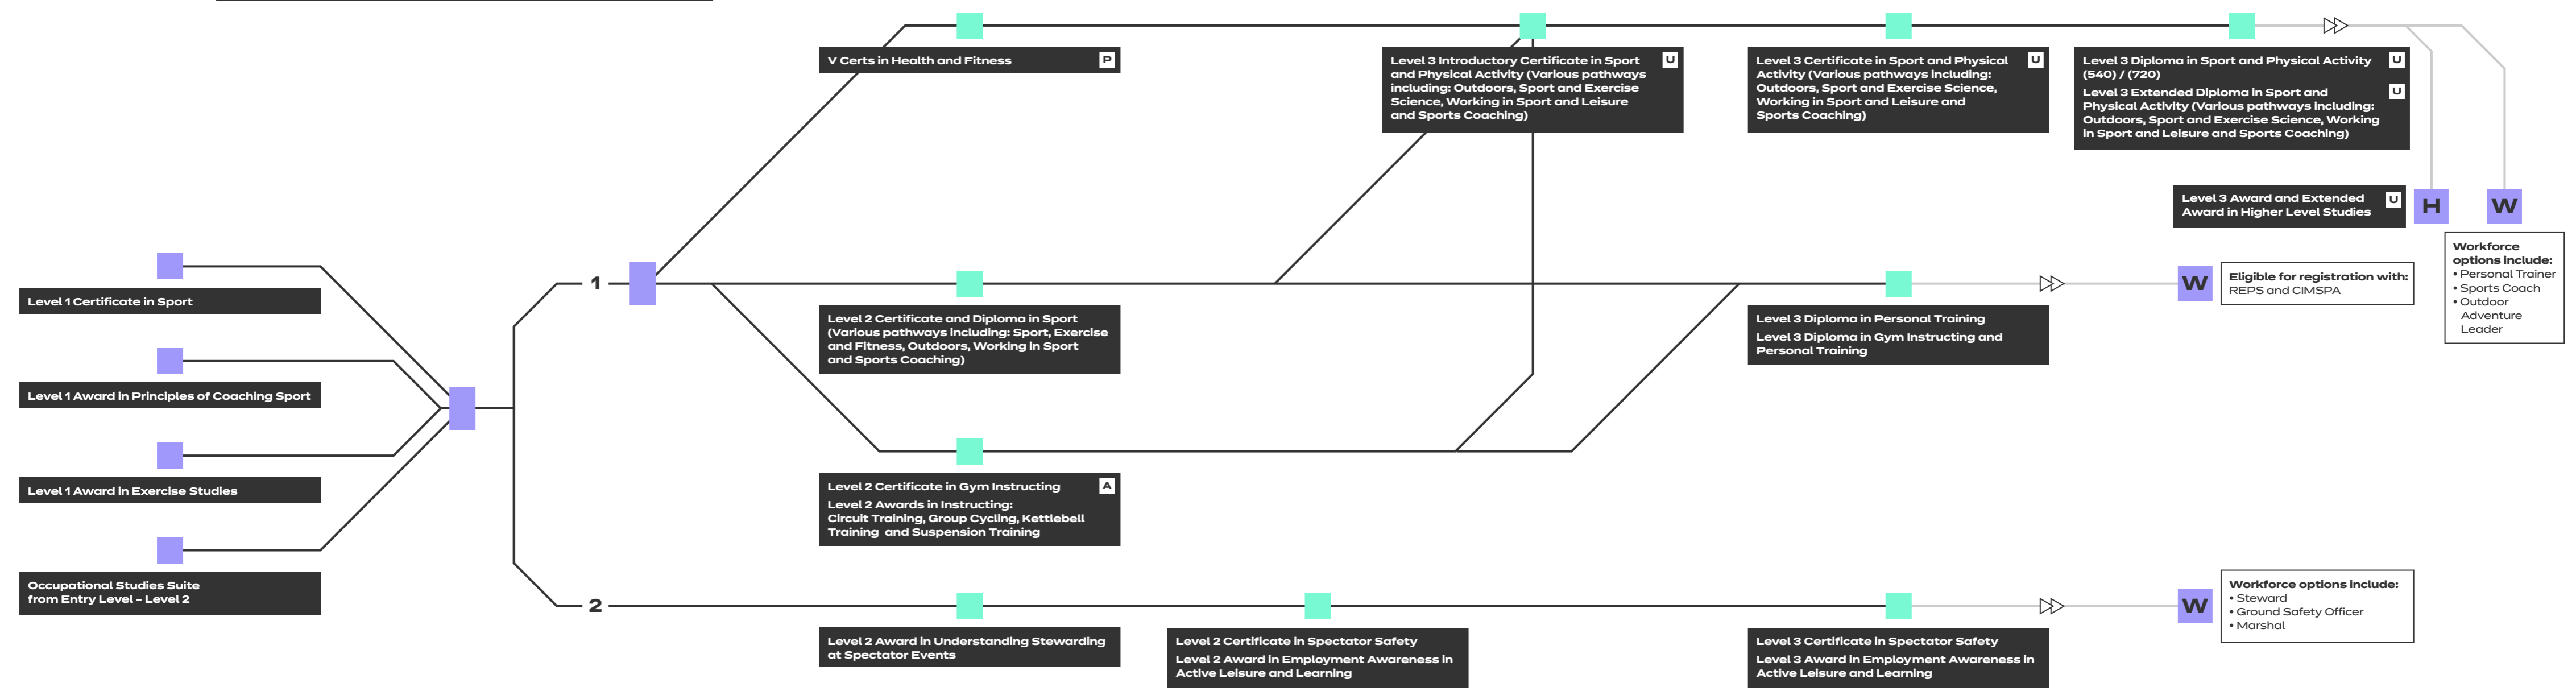 V Certs in Health and Fitness
P
Level 3 Introductory Certificate in Sport
and Physical Activity (Various pathways
including: Outdoors, Sport and Exercise
Science, Working in Sport and Leisure
and Sports Coaching)
U
Level 3 Certificate in Sport and Physical
Activity (Various pathways including:
Outdoors, Sport and Exercise Science,
Working in Sport and Leisure and
Sports Coaching)
U
Level 3 Diploma in Sport and Physical Activity
(540) / (720)
U
Level 3 Extended Diploma in Sport and
Physical Activity (Various pathways including:
Outdoors, Sport and Exercise Science, Working
in Sport and Leisure and Sports Coaching)
U
Level 3 Award and Extended
Award in Higher Level Studies
U
H
W
Workforce
options include:
• Personal Trainer
• Sports Coach
• Outdoor
Adventure
Leader
Level 1 Certificate in Sport
Level 1 Award in Principles of Coaching Sport
Level 1 Award in Exercise Studies
Occupational Studies Suite
from Entry Level – Level 2
1
Level 2 Certificate and Diploma in Sport
(Various pathways including: Sport, Exercise
and Fitness, Outdoors, Working in Sport
and Sports Coaching)
Level 3 Diploma in Personal Training
Level 3 Diploma in Gym Instructing and
Personal Training
W
Eligible for registration with:
REPS and CIMSPA
Level 2 Certificate in Gym Instructing
A
Level 2 Awards in Instructing:
Circuit Training, Group Cycling, Kettlebell
Training and Suspension Training
2
Level 2 Award in Understanding Stewarding
at Spectator Events
Level 2 Certificate in Spectator Safety
Level 2 Award in Employment Awareness in
Active Leisure and Learning
Level 3 Certificate in Spectator Safety
Level 3 Award in Employment Awareness in
Active Leisure and Learning
W
Workforce options include:
• Steward
• Ground Safety Officer
• Marshal